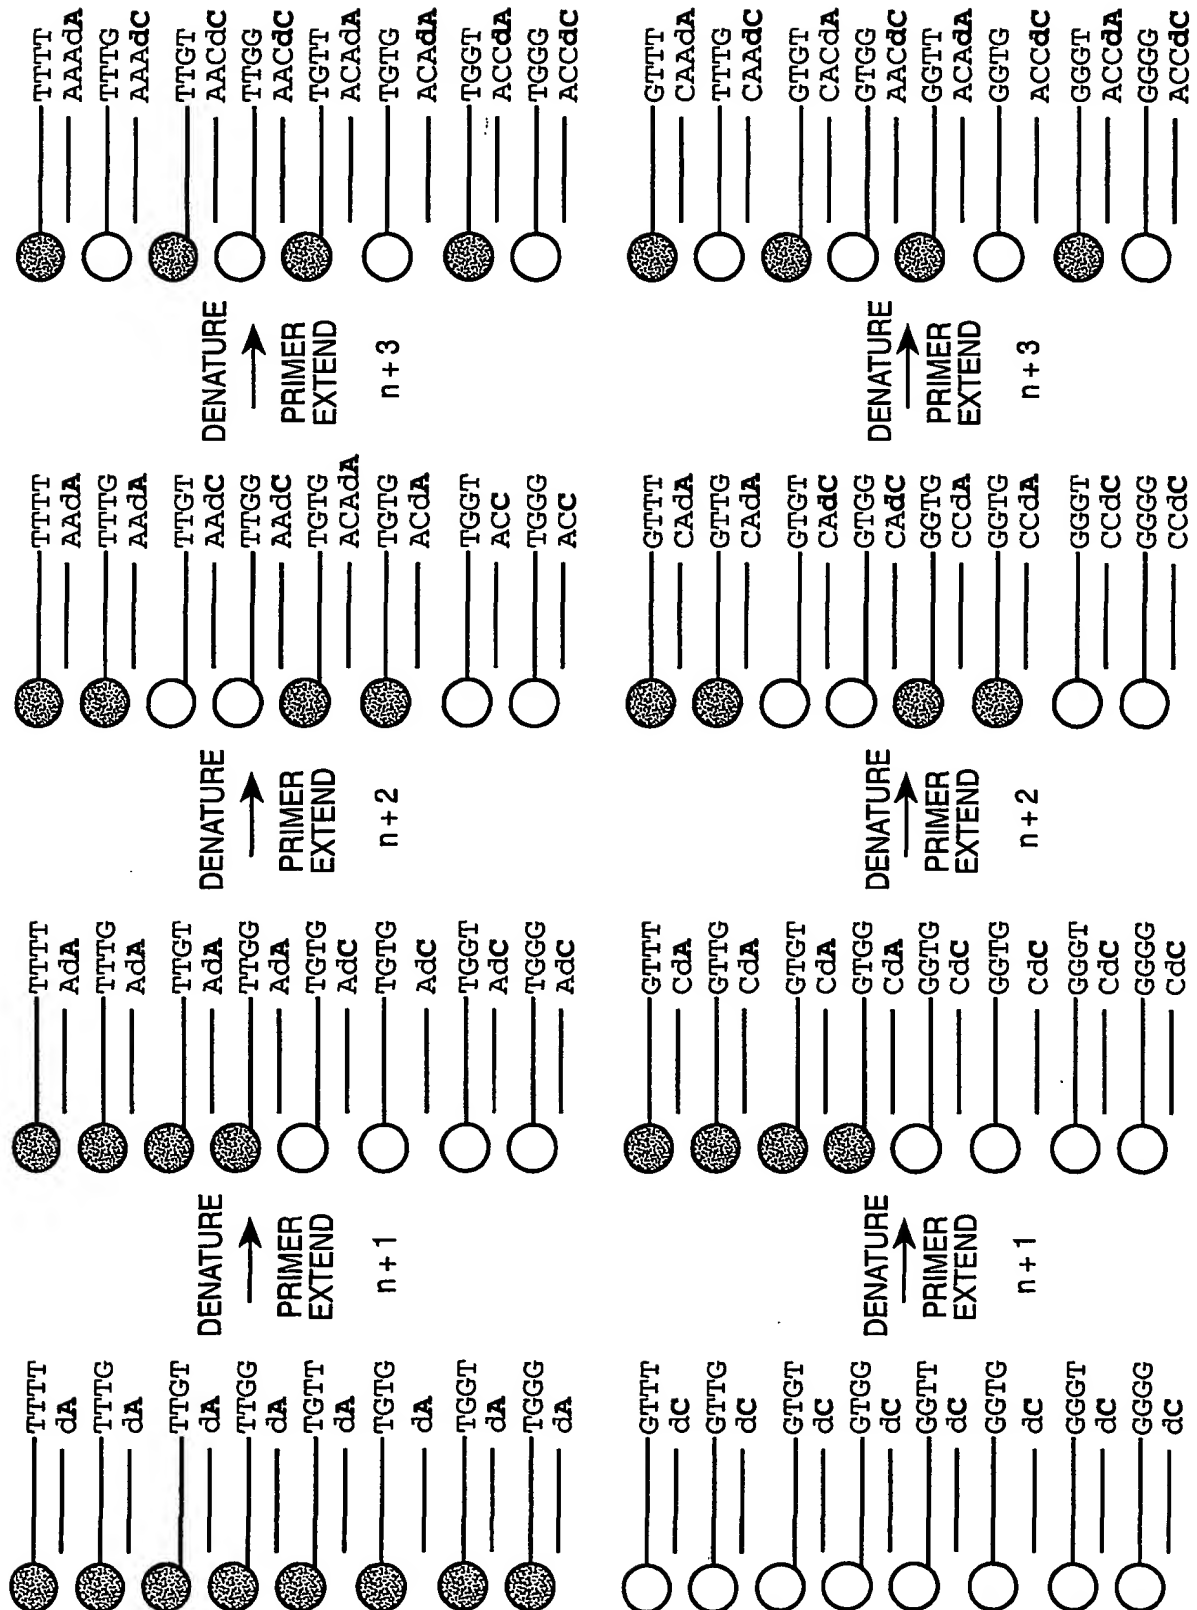 TTTT
dA
TTTG
dA
TTGT
dA
TTGG
dA
TGTT
dA
TGTG
dA
TGGT
dA
TGGG
dA
DENATURE
PRIMER
EXTEND
n+1
TTTT
AdA
TTTG
AdA
TTGT
AdA
TTGG
AdA
TGTG
AdC
TGTG
AdC
TGGT
AdC
TGGG
AdC
DENATURE
PRIMER
EXTEND
n+2
TTTT
AAdA
TTTG
AAdA
TTGT
AAdC
TTGG
AAdC
TGTG
ACAdA
TGTG
ACdA
TGGT
ACC
TGGG
ACC
DENATURE
PRIMER
EXTEND
n+3
TTTT
AAAdA
TTTG
AAAdC
TTGT
AACdC
TTGG
AACdC
TGTT
ACAdA
TGTG
ACAdA
TGGT
ACCdA
TGGG
ACCdC
GTTT
dC
GTTG
dC
GTGT
dC
GTGG
dC
GGTT
dC
GGTG
dC
GGGT
dC
GGGG
dC
DENATURE
PRIMER
EXTEND
n+1
GTTT
CdA
GTTG
CdA
GTGT
CdA
GTGG
CdA
GGTG
CdC
GGTG
CdC
GGGT
CdC
GGGG
CdC
DENATURE
PRIMER
EXTEND
n+2
GTTT
CAdA
GTTG
CAdA
GTGT
CAdC
GTGG
CAdC
GGTG
CCdA
GGTG
CCdA
GGGT
CCdC
GGGG
CCdC
DENATURE
PRIMER
EXTEND
n+3
GTTT
CAAdA
TTTG
CAAdC
GTGT
CACdA
GTGG
AACdC
GGTT
ACAdA
GGTG
ACCdC
GGGT
ACCdA
GGGG
ACCdC